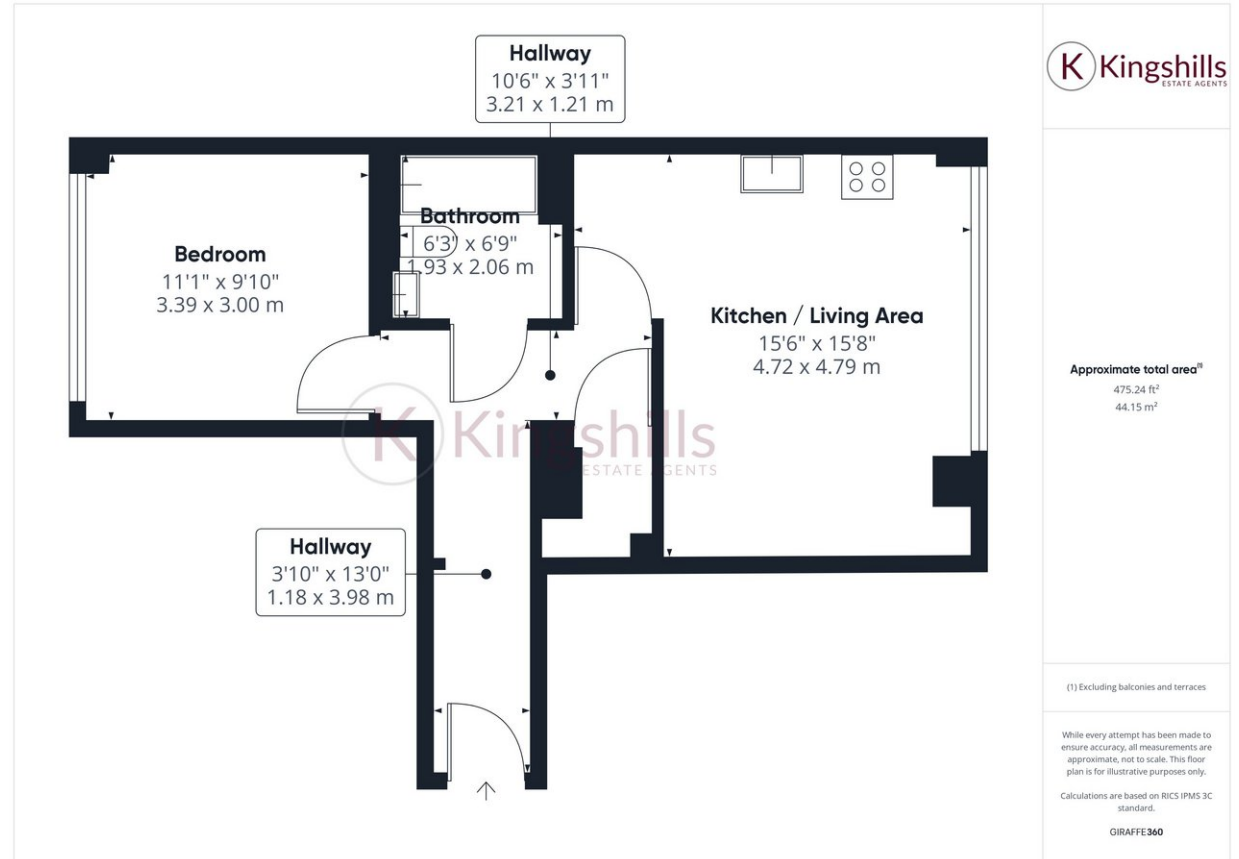 Hallway
10'6" x 3'11"
3.21 x 1.21 m
Bedroom
11'1" x 9'10"
3.39 x 3.00 m
Bathroom
6'3" x 6'9"
1.93 x 2.06 m
Kitchen / Living Area
15'6" x 15'8"
4.72 x 4.79 m
K Kingshills
ESTATE AGENTS
Hallway
3'10" x 13'0"
1.18 x 3.98 m
K Kingshills
ESTATE AGENTS
Approximate total area(1)
475.24 ft²
44.15 m²
(1) Excluding balconies and terraces
While every attempt has been made to
ensure accuracy, all measurements are
approximate, not to scale. This floor
plan is for illustrative purposes only.
Calculations are based on RICS IPMS 3C
standard.
GIRAFFE360